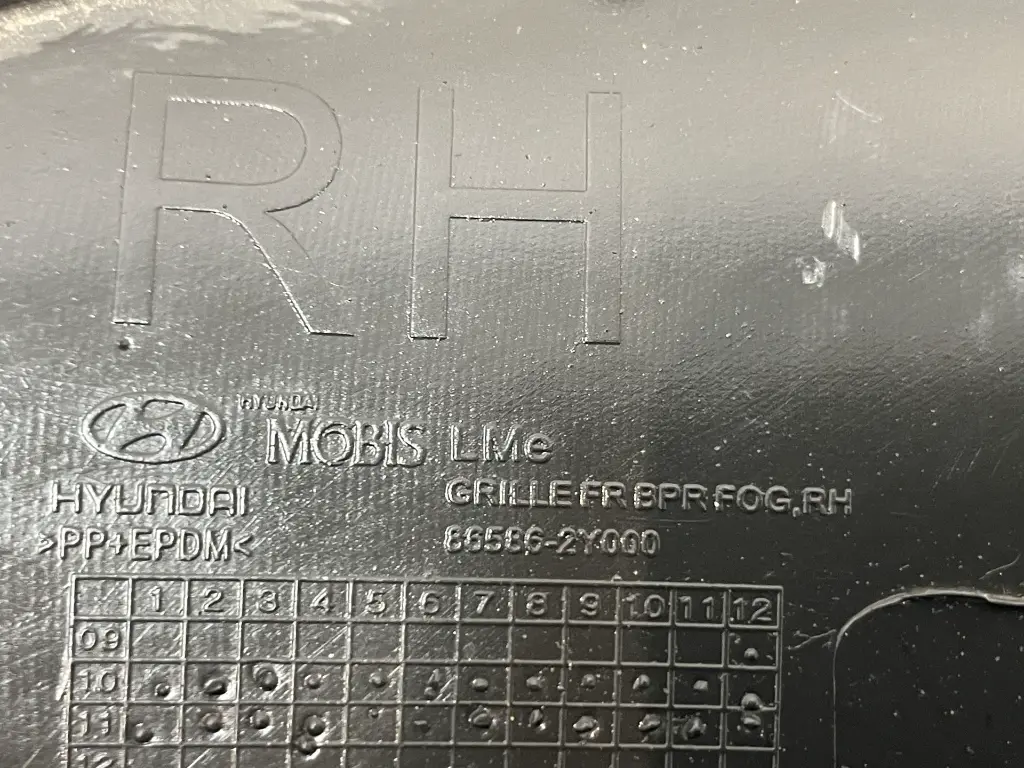 RH
HYUNDAI
MOBIS LMe
HYUNDAI GRILLE FR BPR FOG,RH
>PP+EPDM< 86586-2Y000
1 2 3 4 5 6 7 8 9 10 11 12
09
10
11
12